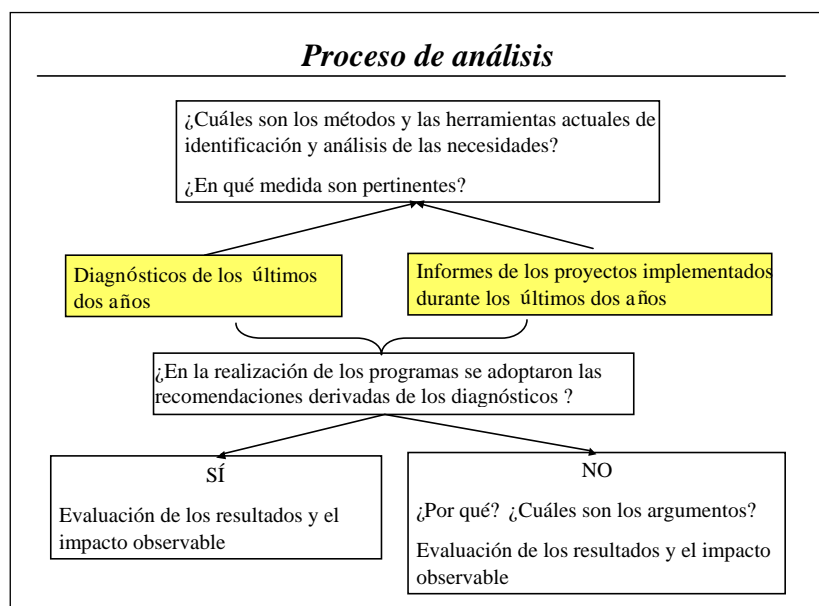 Proceso de análisis
¿Cuáles son los métodos y las herramientas actuales de
identificación y análisis de las necesidades?
¿En qué medida son pertinentes?
Diagnósticos de los últimos
dos años
Informes de los proyectos implementados
durante los últimos dos años
¿En la realización de los programas se adoptaron las
recomendaciones derivadas de los diagnósticos ?
SÍ
Evaluación de los resultados y el
impacto observable
NO
¿Por qué? ¿Cuáles son los argumentos?
Evaluación de los resultados y el impacto
observable